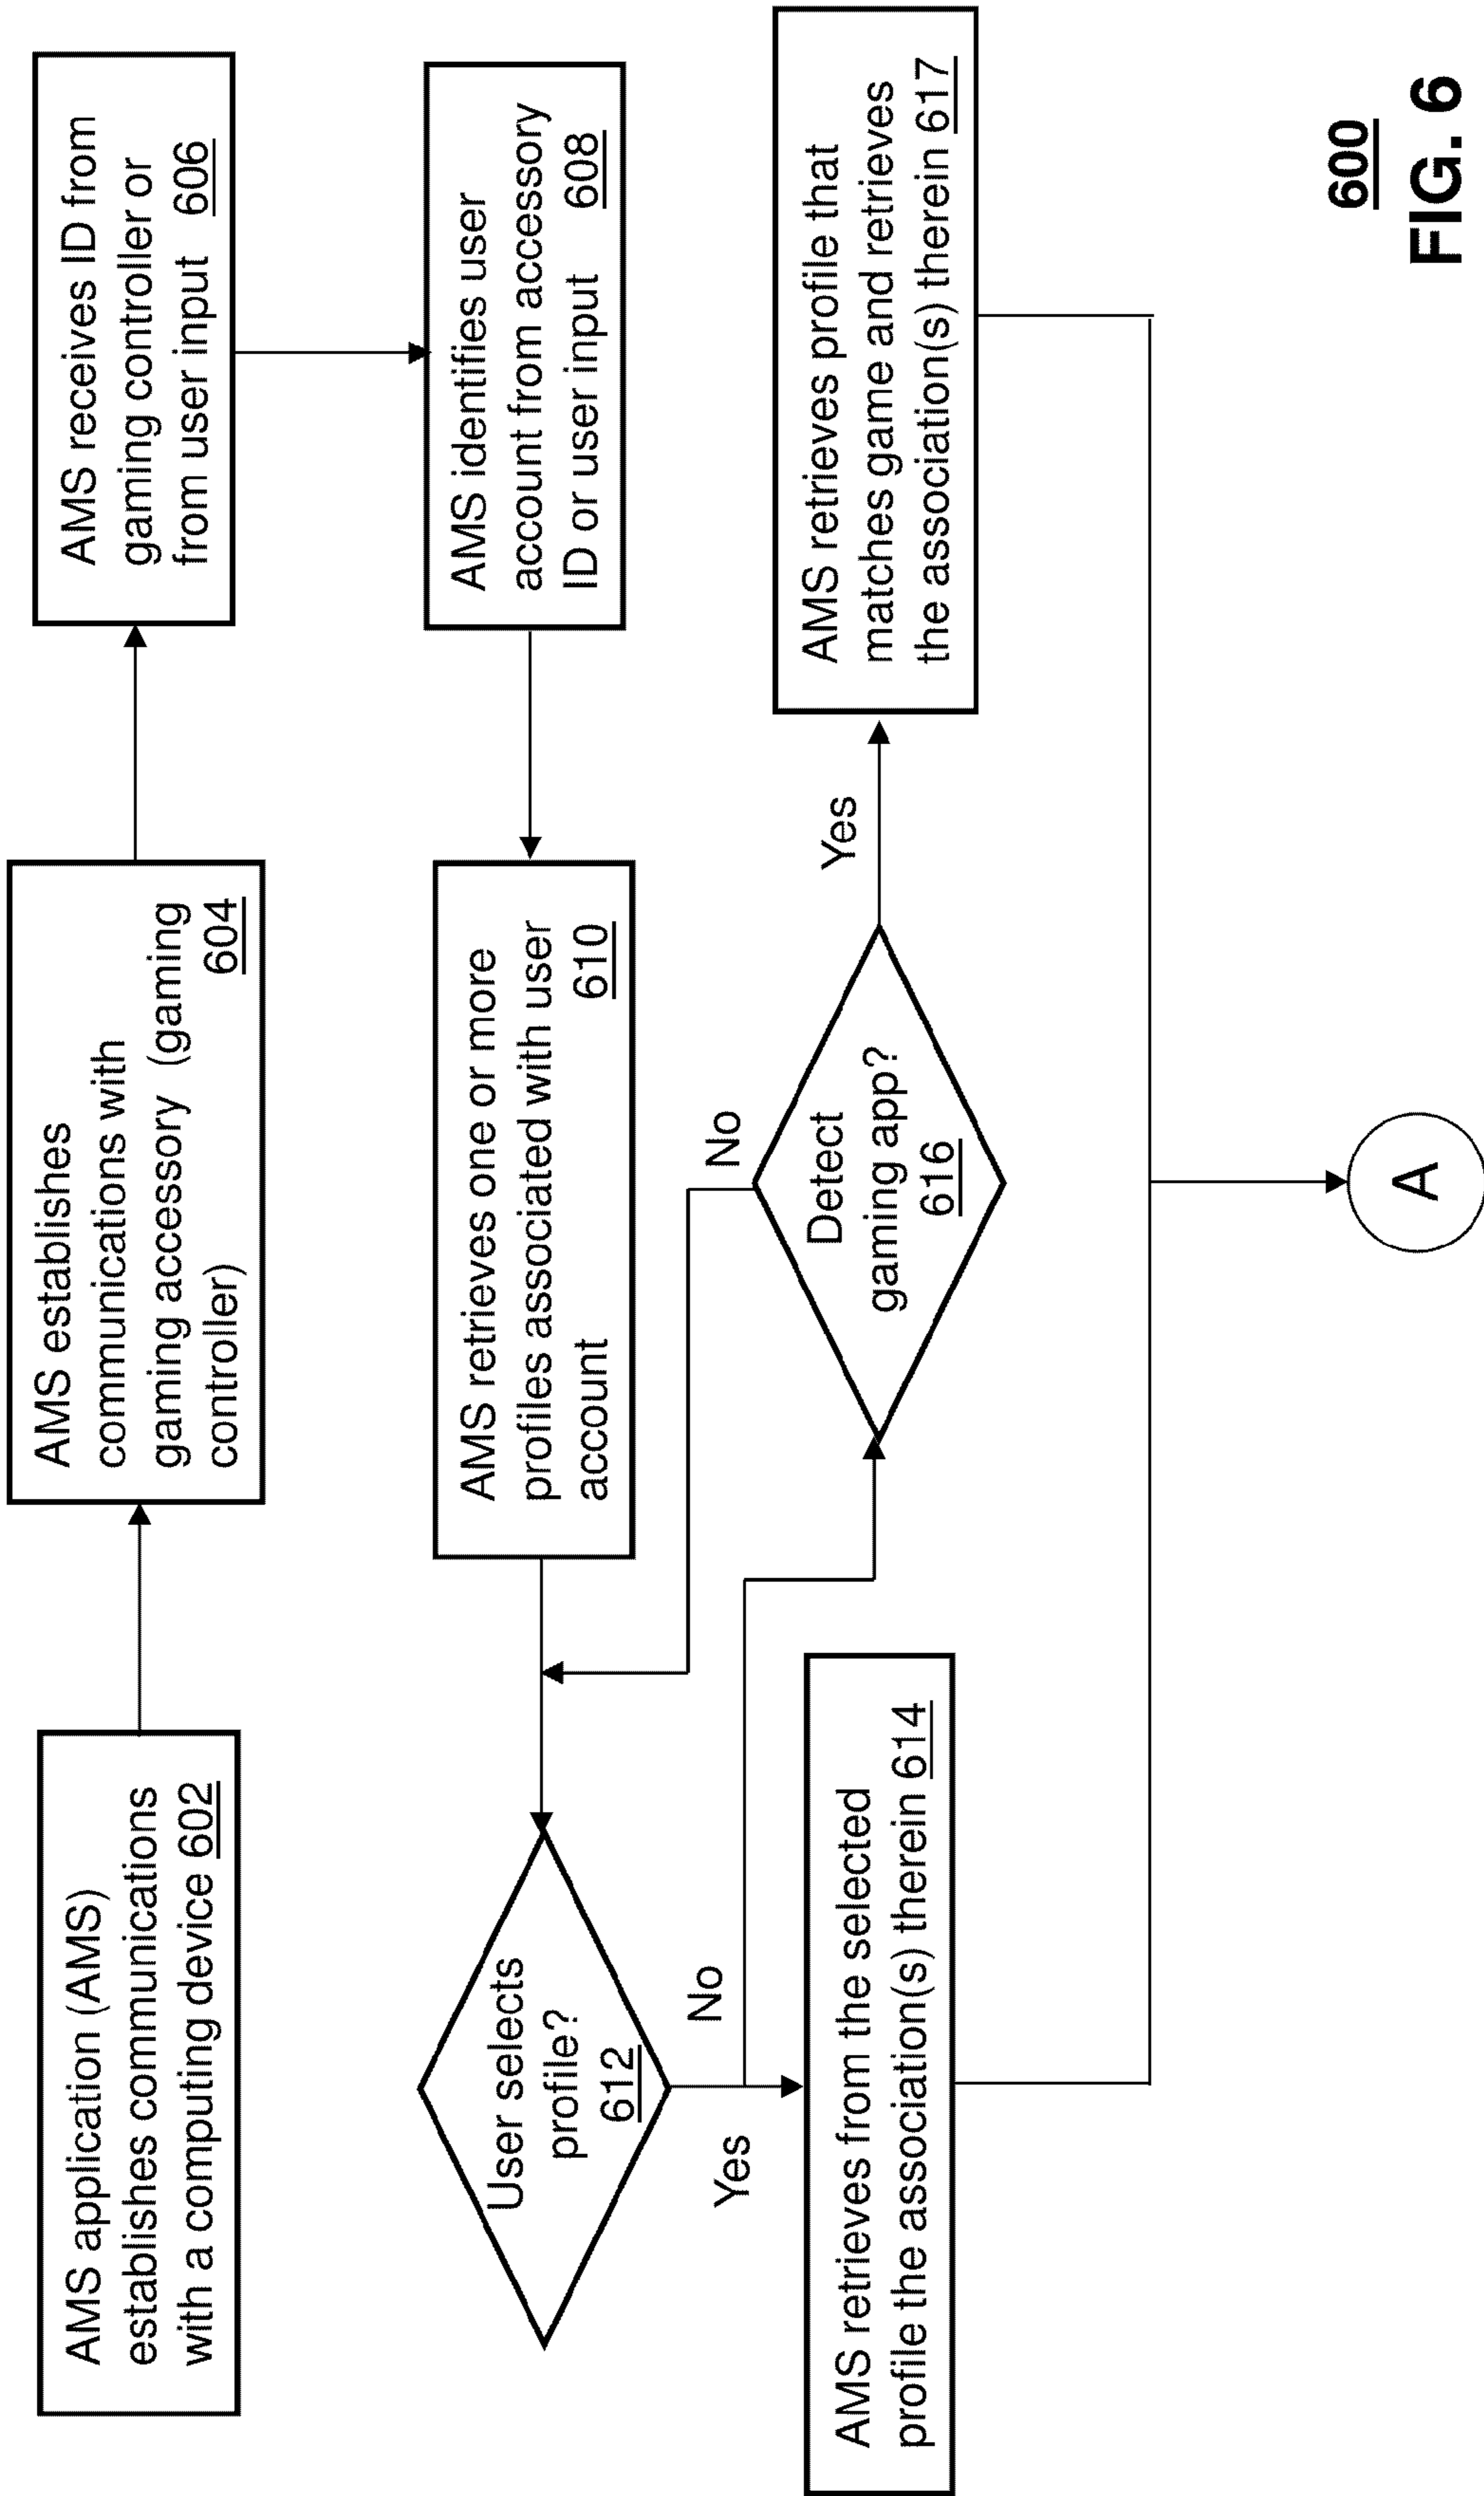 AMS application (AMS)
establishes communications
with a computing device 602
AMS establishes
communications with
gaming accessory (gaming
controller) 604
AMS receives ID from
gaming controller or
from user input 606
AMS identifies user
account from accessory
ID or user input 608
AMS retrieves one or more
profiles associated with user
account 610
User selects
profile?
612
No
Yes
AMS retrieves from the selected
profile the association(s) therein 614
Detect
gaming app?
616
No
Yes
AMS retrieves profile that
matches game and retrieves
the association(s) therein 617
A
600
FIG. 6